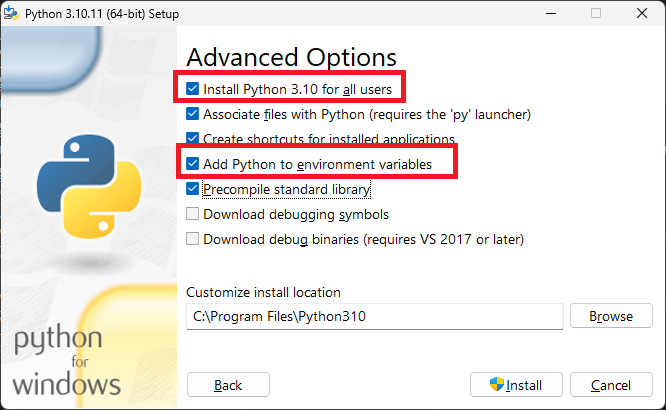 Python 3.10.11 (64-bit) Setup
Advanced Options
Install Python 3.10 for all users
Associate files with Python (requires the 'py' launcher)
Create shortcuts for installed applications
Add Python to environment variables
Precompile standard library
Download debugging symbols
Download debug binaries (requires VS 2017 or later)
Customize install location
C:\Program Files\Python310
Browse
python
for
windows
Back
Install
Cancel